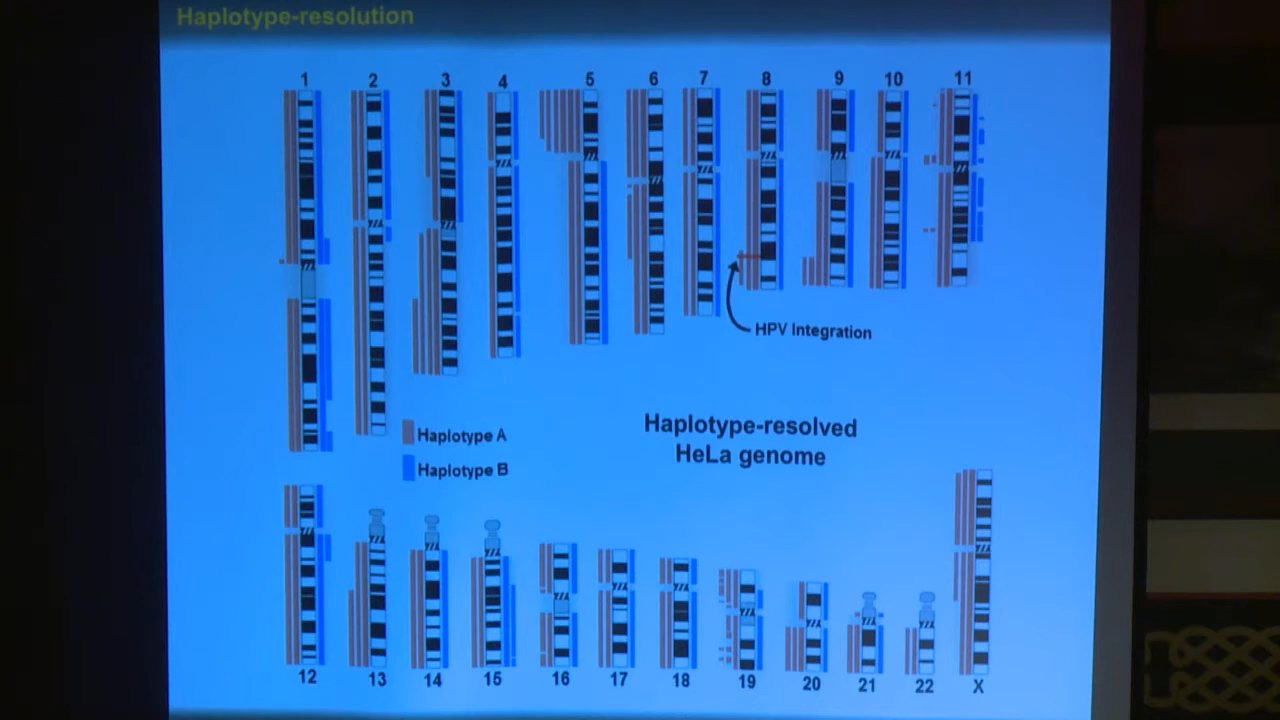 Haplotype-resolution
1 2 3 4 5 6 7 8 9 10 11
HPV Integration
Haplotype-resolved
HeLa genome
Haplotype A
Haplotype B
12 13 14 15 16 17 18 19 20 21 22 X